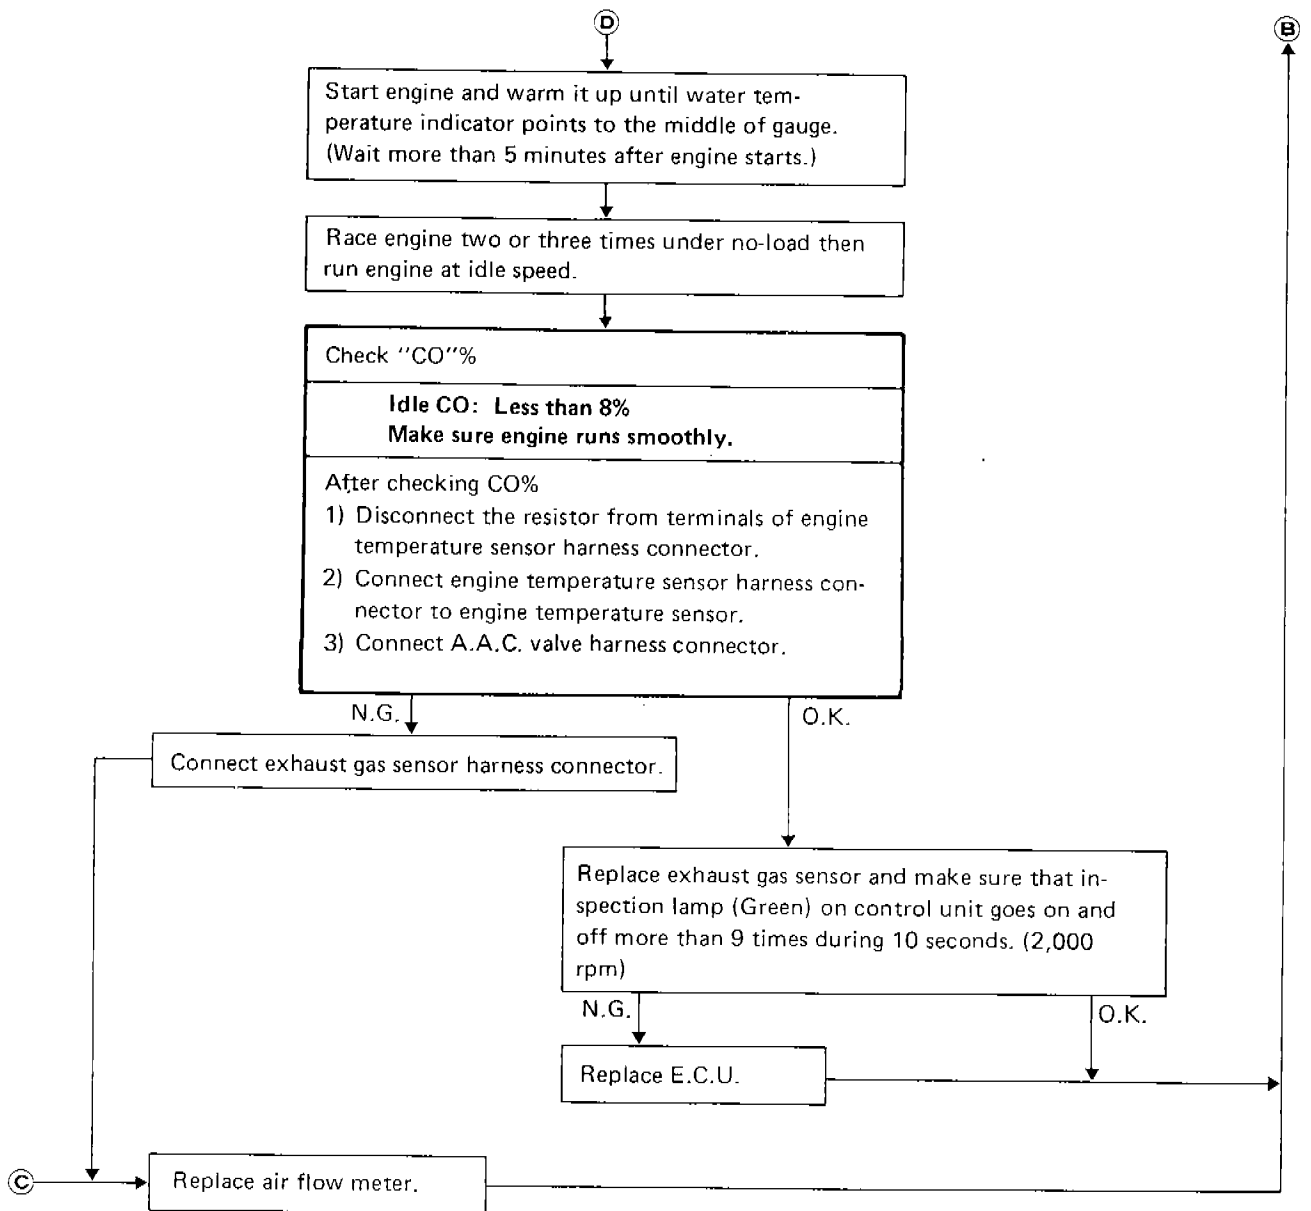 D
B
Start engine and warm it up until water tem-
perature indicator points to the middle of gauge.
(Wait more than 5 minutes after engine starts.)
Race engine two or three times under no-load then
run engine at idle speed.
Check "CO"%
Idle CO: Less than 8%
Make sure engine runs smoothly.
After checking CO%
1) Disconnect the resistor from terminals of engine
temperature sensor harness connector.
2) Connect engine temperature sensor harness con-
nector to engine temperature sensor.
3) Connect A.A.C. valve harness connector.
N.G.
O.K.
Connect exhaust gas sensor harness connector.
Replace exhaust gas sensor and make sure that in-
spection lamp (Green) on control unit goes on and
off more than 9 times during 10 seconds. (2,000
rpm)
N.G.
O.K.
Replace E.C.U.
C
Replace air flow meter.